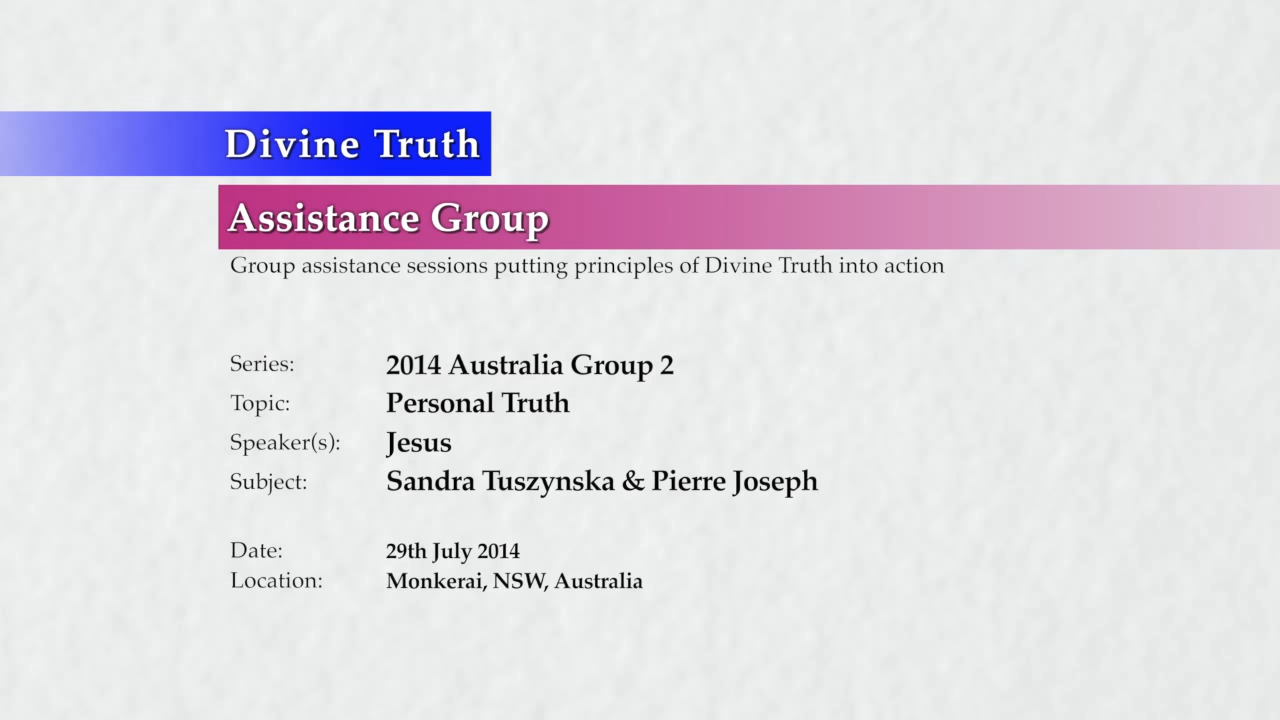 Divine Truth
Assistance Group
Group assistance sessions putting principles of Divine Truth into action
Series: 2014 Australia Group 2
Topic: Personal Truth
Speaker(s): Jesus
Subject: Sandra Tuszynska & Pierre Joseph
Date: 29th July 2014
Location: Monkerai, NSW, Australia